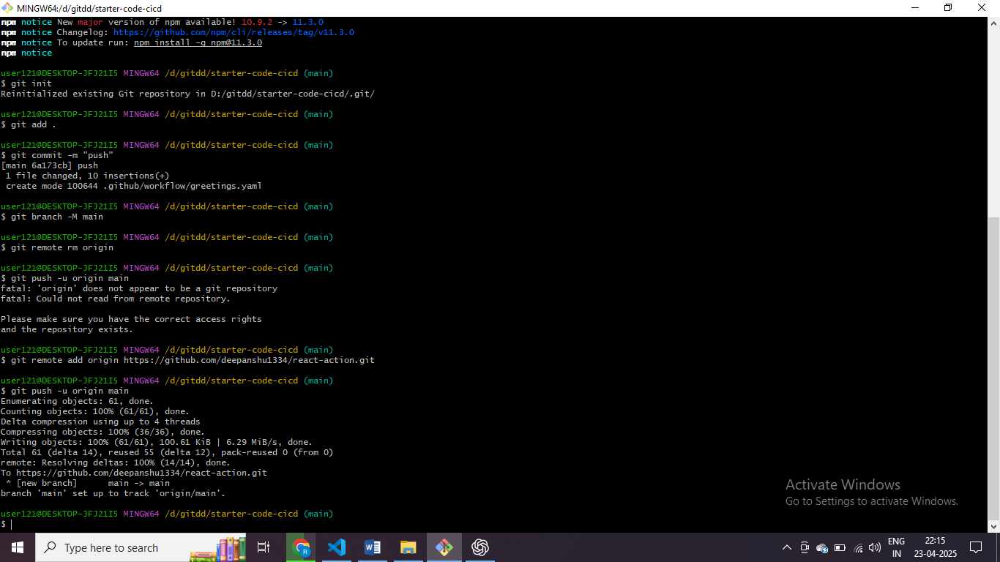 MINGW64:/d/gitdd/starter-code-cicd
npm notice New major version of npm available! 10.9.2 -> 11.3.0
npm notice Changelog: https://github.com/npm/cli/releases/tag/v11.3.0
npm notice To update run: npm install -g npm@11.3.0
npm notice
user121@DESKTOP-JFJ21I5 MINGW64 /d/gitdd/starter-code-cicd (main)
$ git init
Reinitialized existing Git repository in D:/gitdd/starter-code-cicd/.git/
user121@DESKTOP-JFJ21I5 MINGW64 /d/gitdd/starter-code-cicd (main)
$ git add .
user121@DESKTOP-JFJ21I5 MINGW64 /d/gitdd/starter-code-cicd (main)
$ git commit -m "push"
[main 6a173cb] push
 1 file changed, 10 insertions(+)
 create mode 100644 .github/workflow/greetings.yaml
user121@DESKTOP-JFJ21I5 MINGW64 /d/gitdd/starter-code-cicd (main)
$ git branch -M main
user121@DESKTOP-JFJ21I5 MINGW64 /d/gitdd/starter-code-cicd (main)
$ git remote rm origin
user121@DESKTOP-JFJ21I5 MINGW64 /d/gitdd/starter-code-cicd (main)
$ git push -u origin main
fatal: 'origin' does not appear to be a git repository
fatal: Could not read from remote repository.
Please make sure you have the correct access rights
and the repository exists.
user121@DESKTOP-JFJ21I5 MINGW64 /d/gitdd/starter-code-cicd (main)
$ git remote add origin https://github.com/deepanshu1334/react-action.git
user121@DESKTOP-JFJ21I5 MINGW64 /d/gitdd/starter-code-cicd (main)
$ git push -u origin main
Enumerating objects: 61, done.
Counting objects: 100% (61/61), done.
Delta compression using up to 4 threads
Compressing objects: 100% (36/36), done.
Writing objects: 100% (61/61), 100.61 KiB | 6.29 MiB/s, done.
Total 61 (delta 14), reused 55 (delta 12), pack-reused 0 (from 0)
remote: Resolving deltas: 100% (14/14), done.
To https://github.com/deepanshu1334/react-action.git
 * [new branch]      main -> main
branch 'main' set up to track 'origin/main'.
user121@DESKTOP-JFJ21I5 MINGW64 /d/gitdd/starter-code-cicd (main)
$
Activate Windows
Go to Settings to activate Windows.
Type here to search
R
W
ENG
IN
22:15
23-04-2025